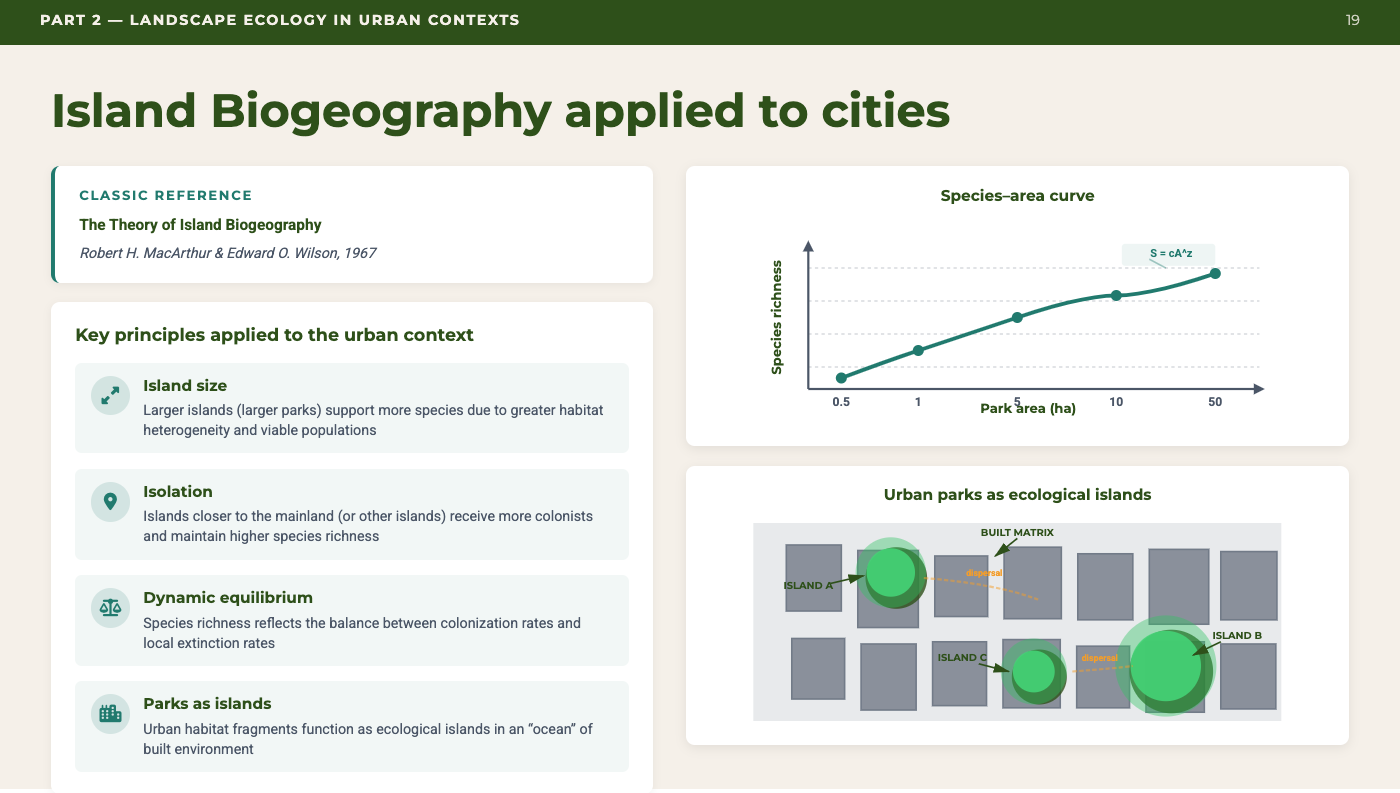 PART 2 — LANDSCAPE ECOLOGY IN URBAN CONTEXTS
19
Island Biogeography applied to cities
CLASSIC REFERENCE
The Theory of Island Biogeography
Robert H. MacArthur & Edward O. Wilson, 1967
Key principles applied to the urban context
Island size
Larger islands (larger parks) support more species due to greater habitat
heterogeneity and viable populations
Isolation
Islands closer to the mainland (or other islands) receive more colonists
and maintain higher species richness
Dynamic equilibrium
Species richness reflects the balance between colonization rates and
local extinction rates
Parks as islands
Urban habitat fragments function as ecological islands in an “ocean” of
built environment
Species–area curve
S = cA^z
Species richness
0.5 1 5 10 50
Park area (ha)
Urban parks as ecological islands
BUILT MATRIX
dispersal
ISLAND A
ISLAND B
ISLAND C
dispersal